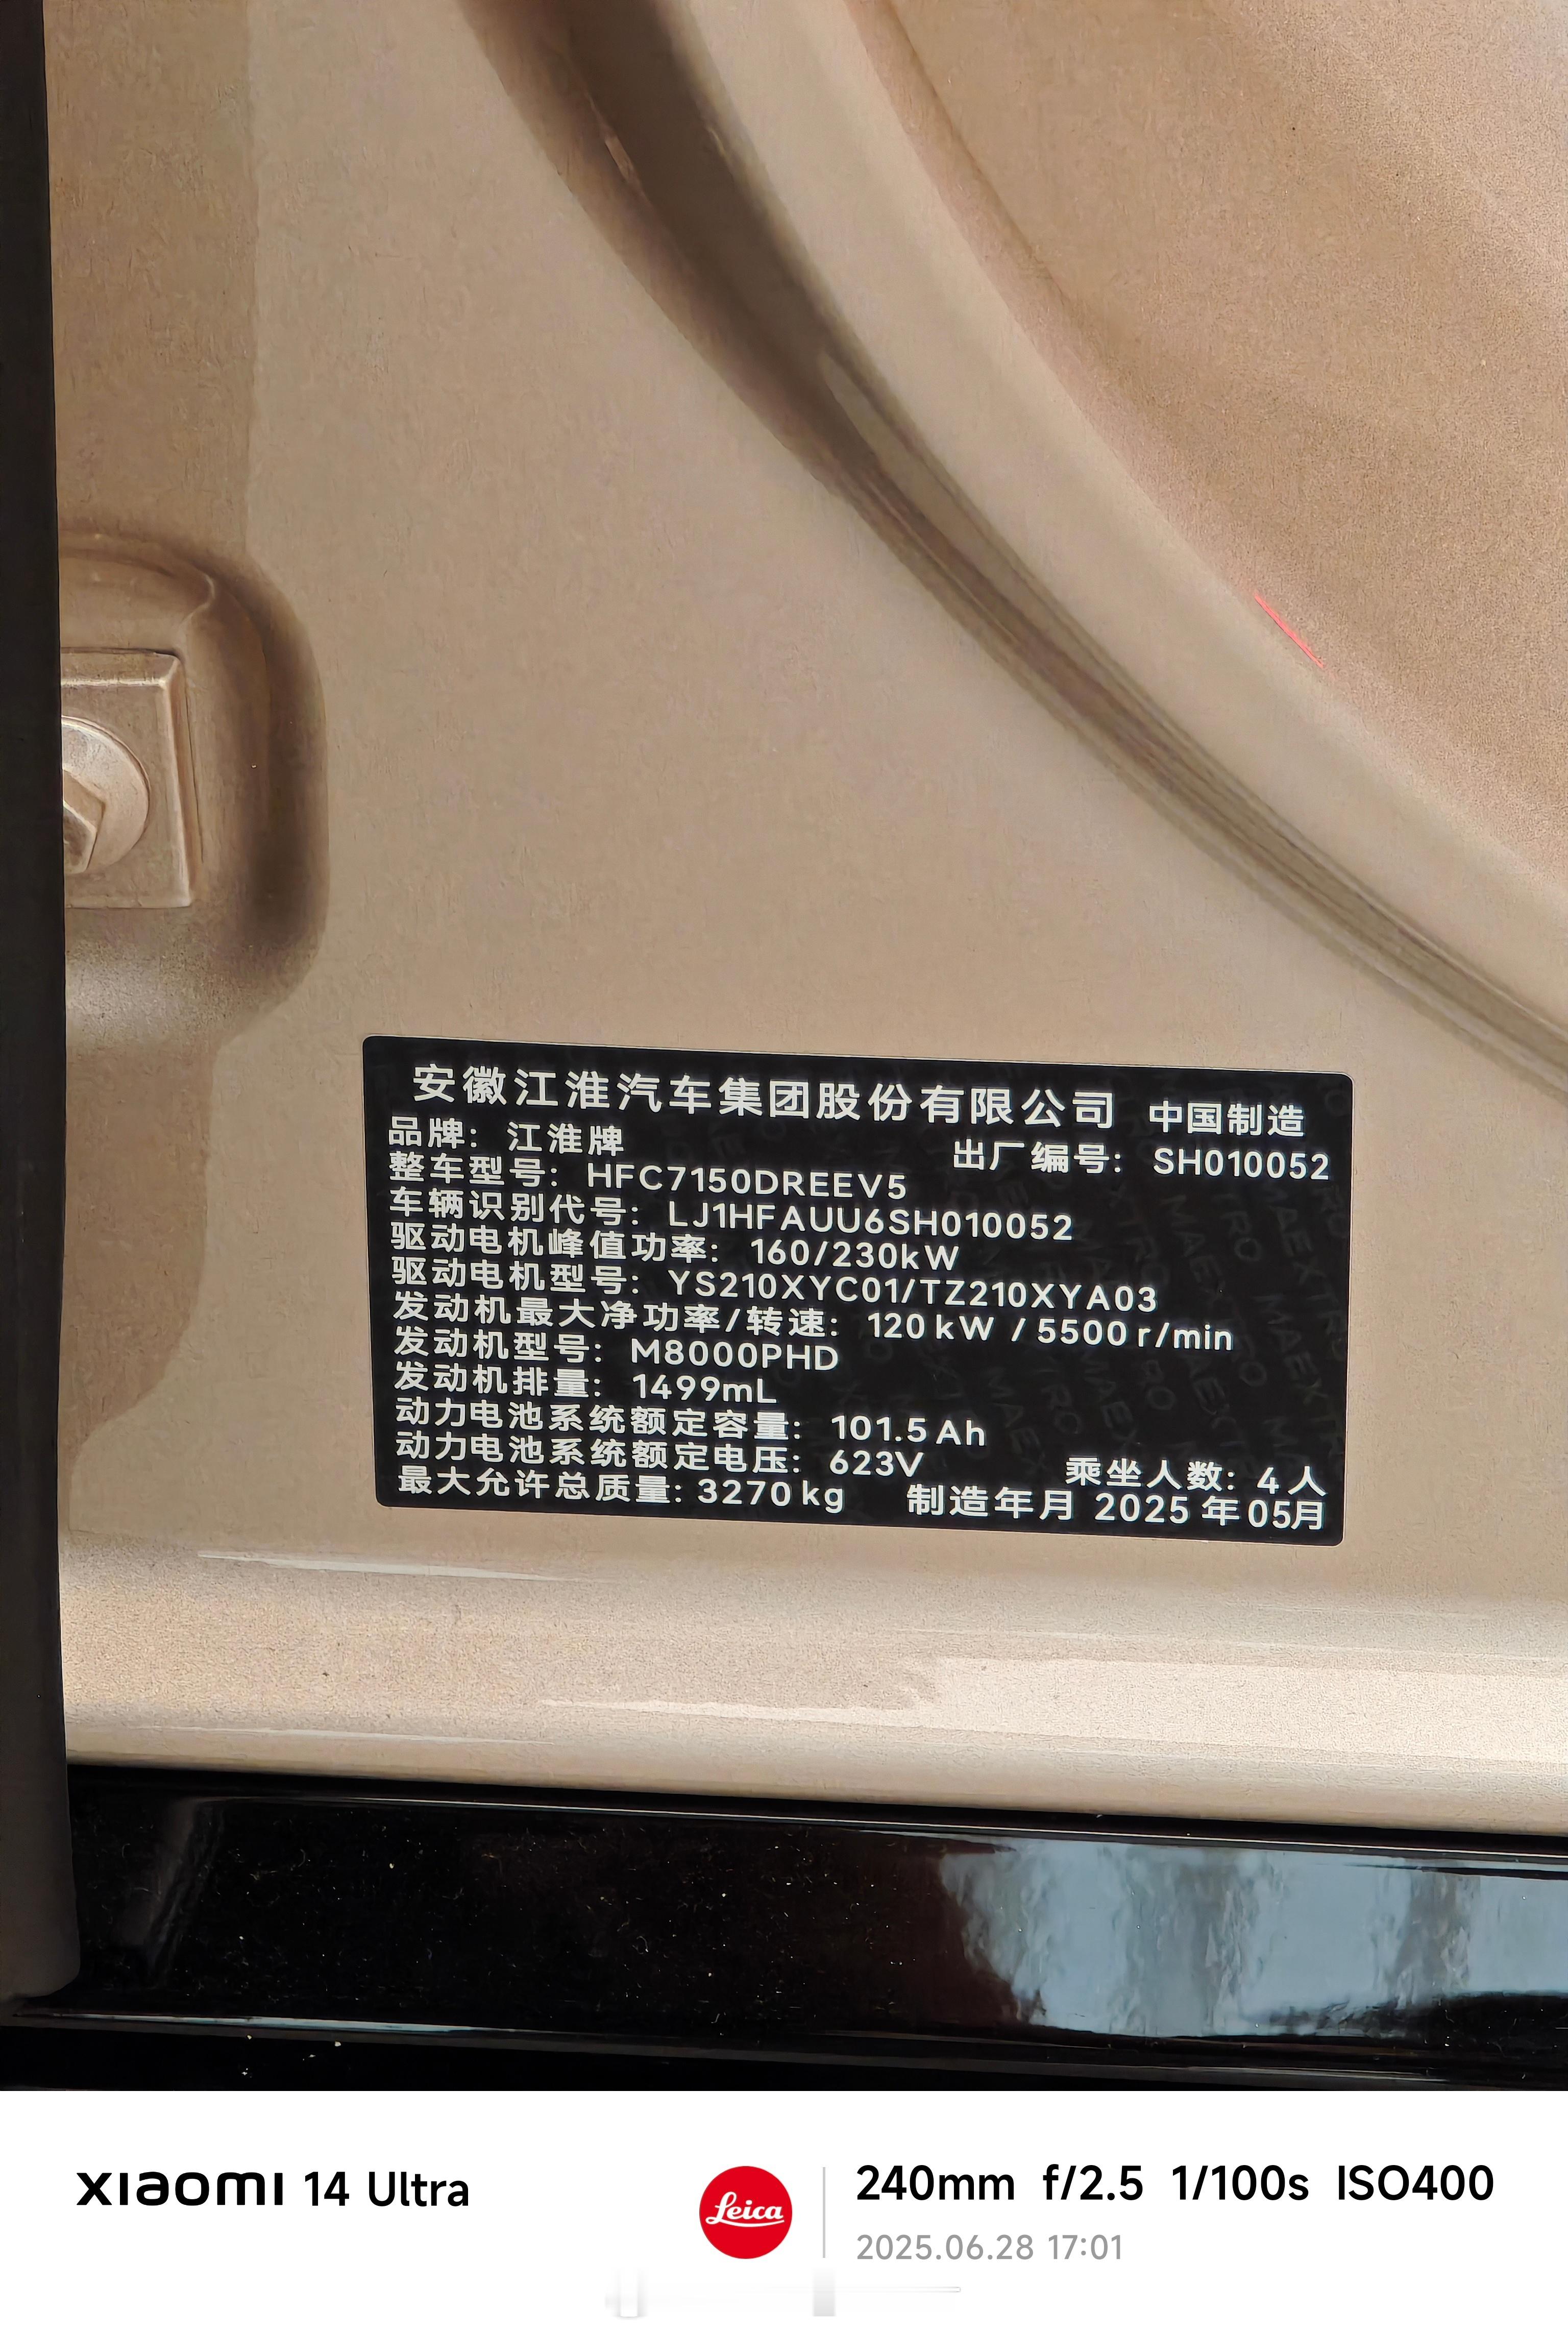 安徽江淮汽车集团股份有限公司 中国制造
品牌：江淮牌 出厂编号：SH010052
整车型号：HFC7150DREEV5
车辆识别代号：LJ1HFAUU6SH010052
驱动电机峰值功率：160/230kW
驱动电机型号：YS210XYC01/TZ210XYA03
发动机最大净功率/转速：120kW / 5500r/min
发动机型号：M8000PHD
发动机排量：1499mL
动力电池系统额定容量：101.5Ah
动力电池系统额定电压：623V 乘坐人数：4人
最大允许总质量：3270kg 制造年月 2025年05月
xiaomi 14 Ultra
Leica
240mm f/2.5 1/100s ISO400
2025.06.28 17:01